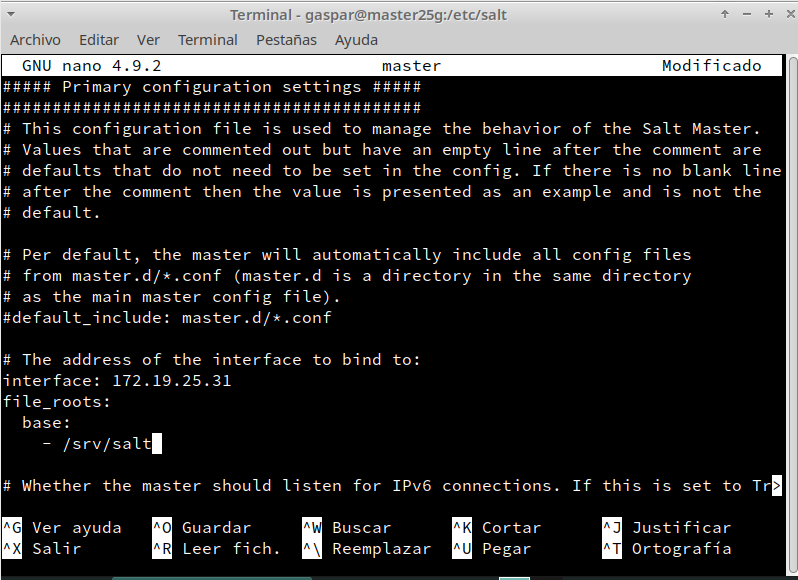 Terminal - gaspar@master25g:/etc/salt
Archivo Editar Ver Terminal Pestañas Ayuda
GNU nano 4.9.2 master Modificado
##### Primary configuration settings #####
##########################################
# This configuration file is used to manage the behavior of the Salt Master.
# Values that are commented out but have an empty line after the comment are
# defaults that do not need to be set in the config. If there is no blank line
# after the comment then the value is presented as an example and is not the
# default.

# Per default, the master will automatically include all config files
# from master.d/*.conf (master.d is a directory in the same directory
# as the main master config file).
#default_include: master.d/*.conf

# The address of the interface to bind to:
interface: 172.19.25.31
file_roots:
  base:
    - /srv/salt

# Whether the master should listen for IPv6 connections. If this is set to Tr>
^G Ver ayuda ^O Guardar ^W Buscar ^K Cortar ^J Justificar
^X Salir ^R Leer fich. ^\ Reemplazar ^U Pegar ^T Ortografía